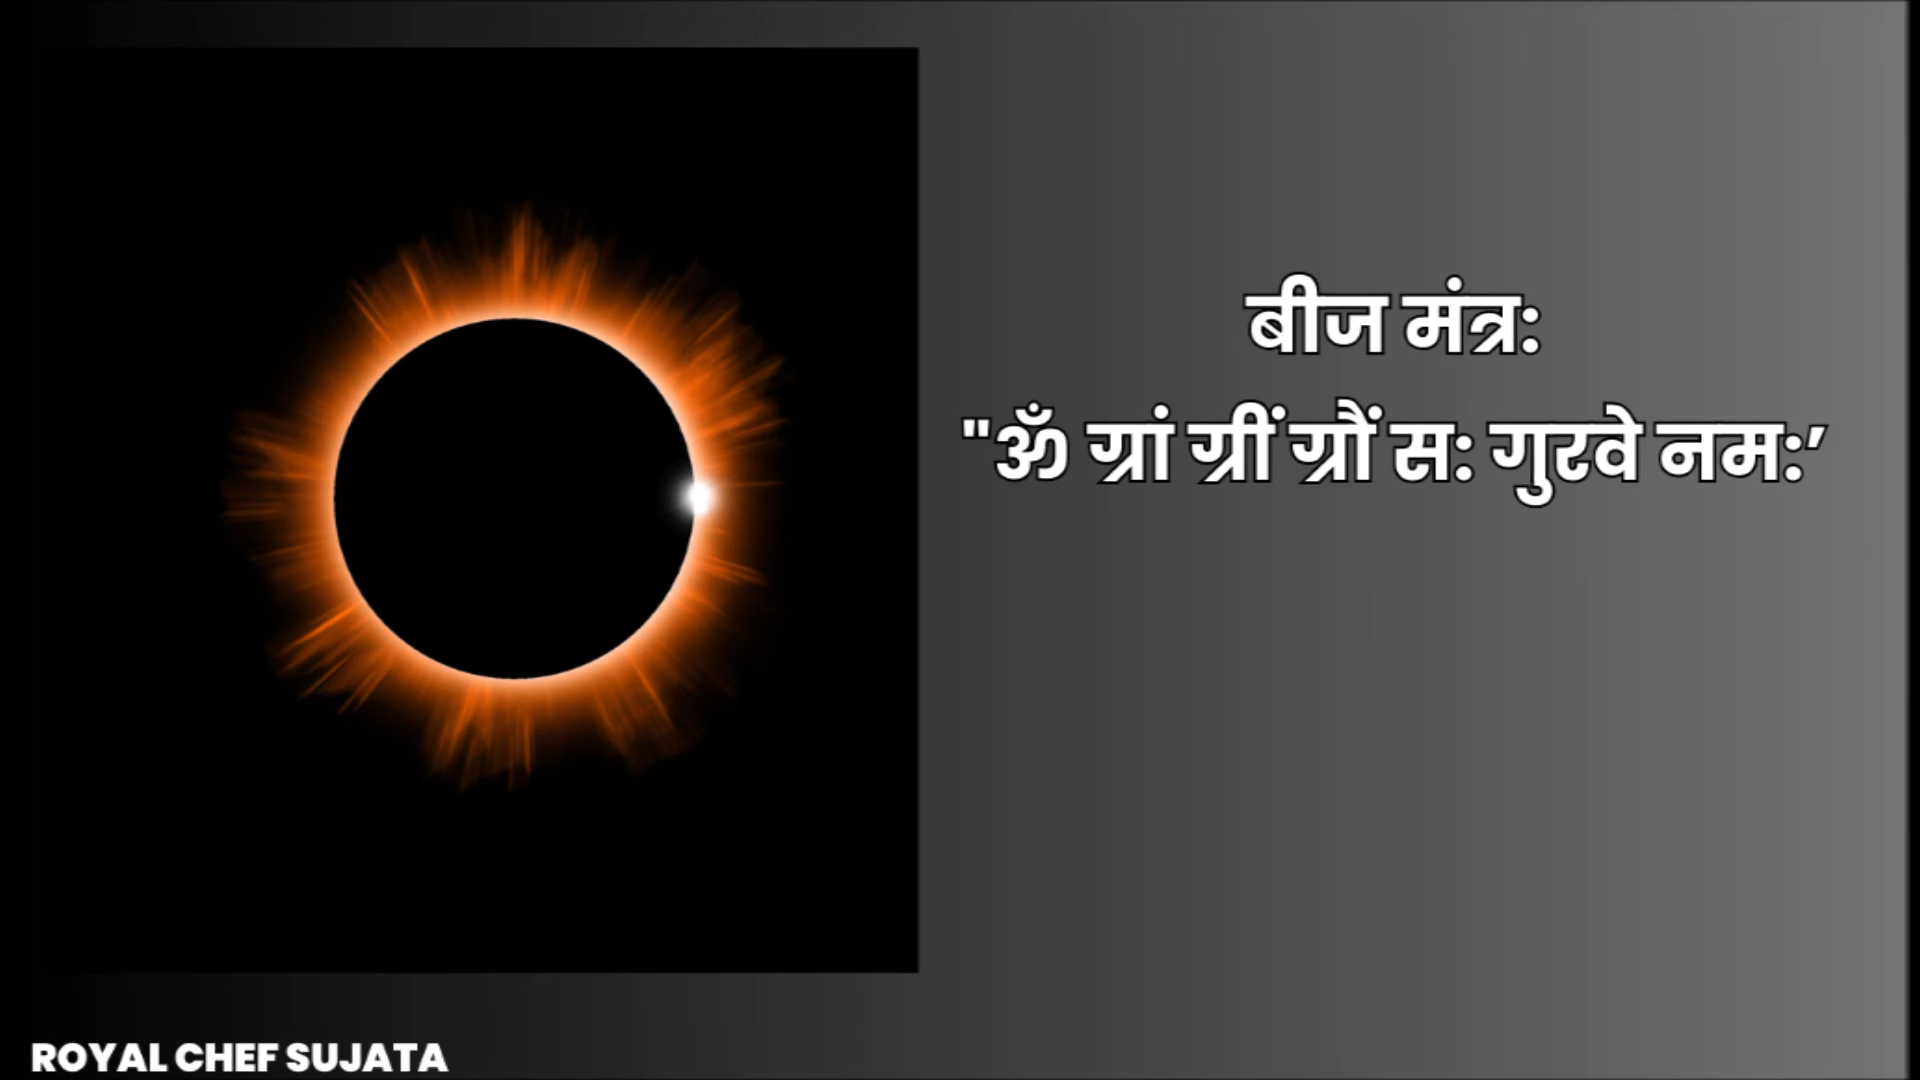 बीज मंत्र:
"ॐ ग्रां ग्रीं ग्रौं स: गुरवे नम:’
ROYAL CHEF SUJATA